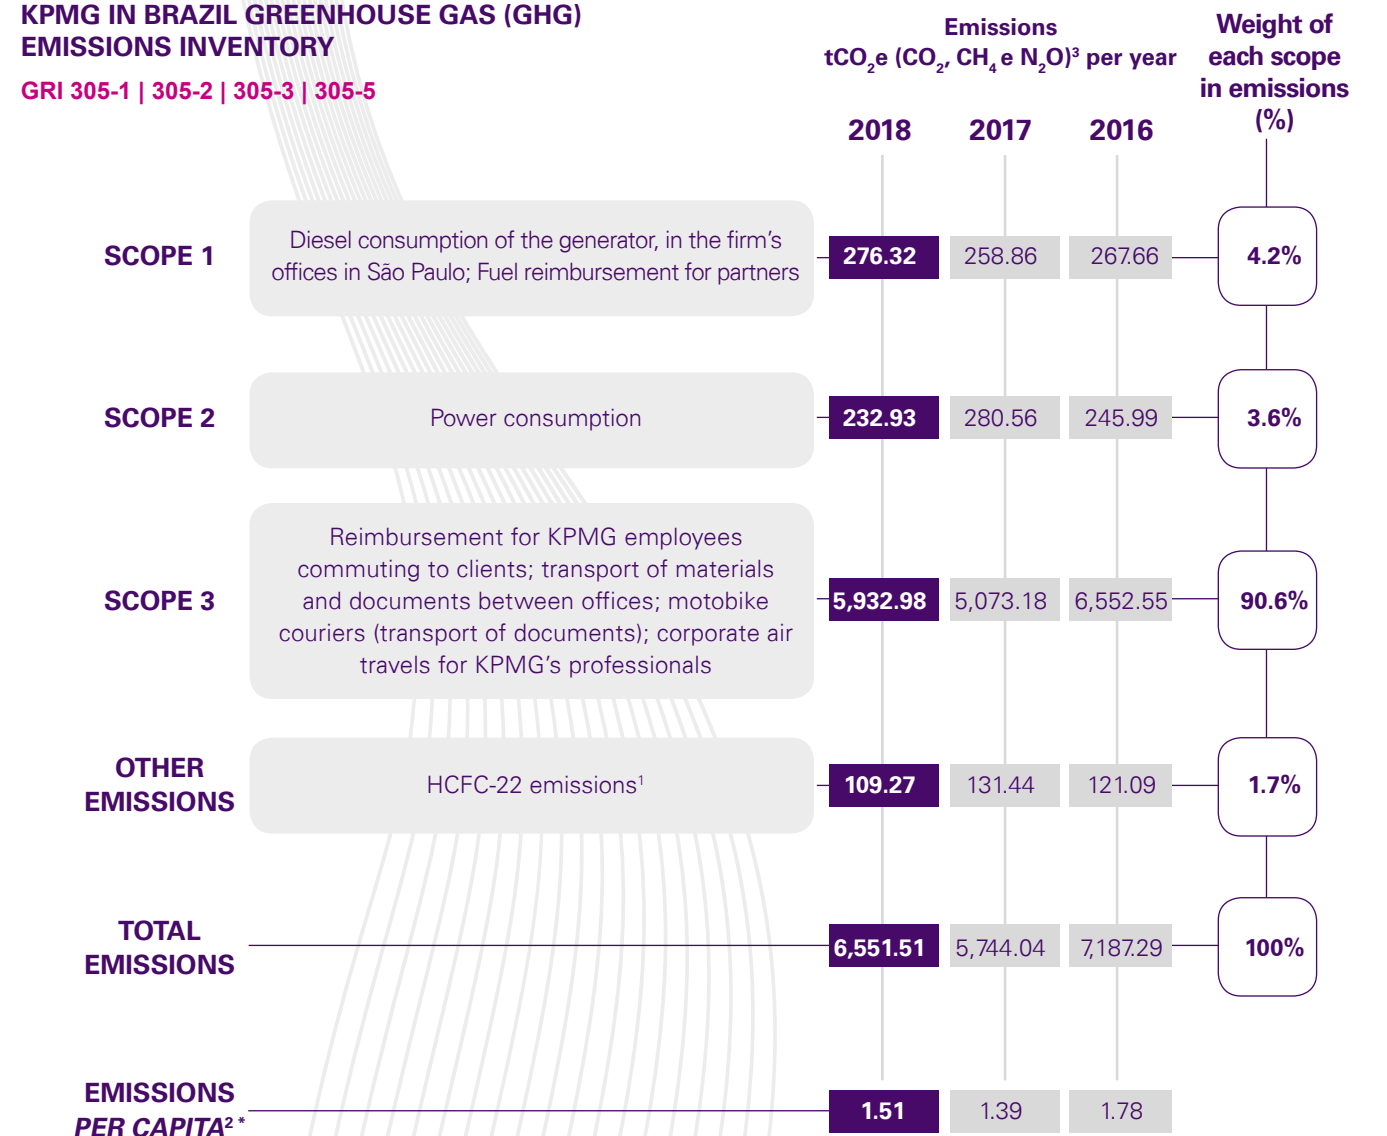 KPMG IN BRAZIL GREENHOUSE GAS (GHG)
EMISSIONS INVENTORY
GRI 305-1 | 305-2 | 305-3 | 305-5
Emissions
tCO₂e (CO₂, CH₄ e N₂O)³ per year
Weight of
each scope
in emissions
(%)
2018 2017 2016
SCOPE 1
Diesel consumption of the generator, in the firm's
offices in São Paulo; Fuel reimbursement for partners
276.32 258.86 267.66 4.2%
SCOPE 2
Power consumption
232.93 280.56 245.99 3.6%
SCOPE 3
Reimbursement for KPMG employees
commuting to clients; transport of materials
and documents between offices; motobike
couriers (transport of documents); corporate air
travels for KPMG's professionals
5,932.98 5,073.18 6,552.55 90.6%
OTHER
EMISSIONS
HCFC-22 emissions¹
109.27 131.44 121.09 1.7%
TOTAL
EMISSIONS
6,551.51 5,744.04 7,187.29 100%
EMISSIONS
PER CAPITA² *
1.51 1.39 1.78